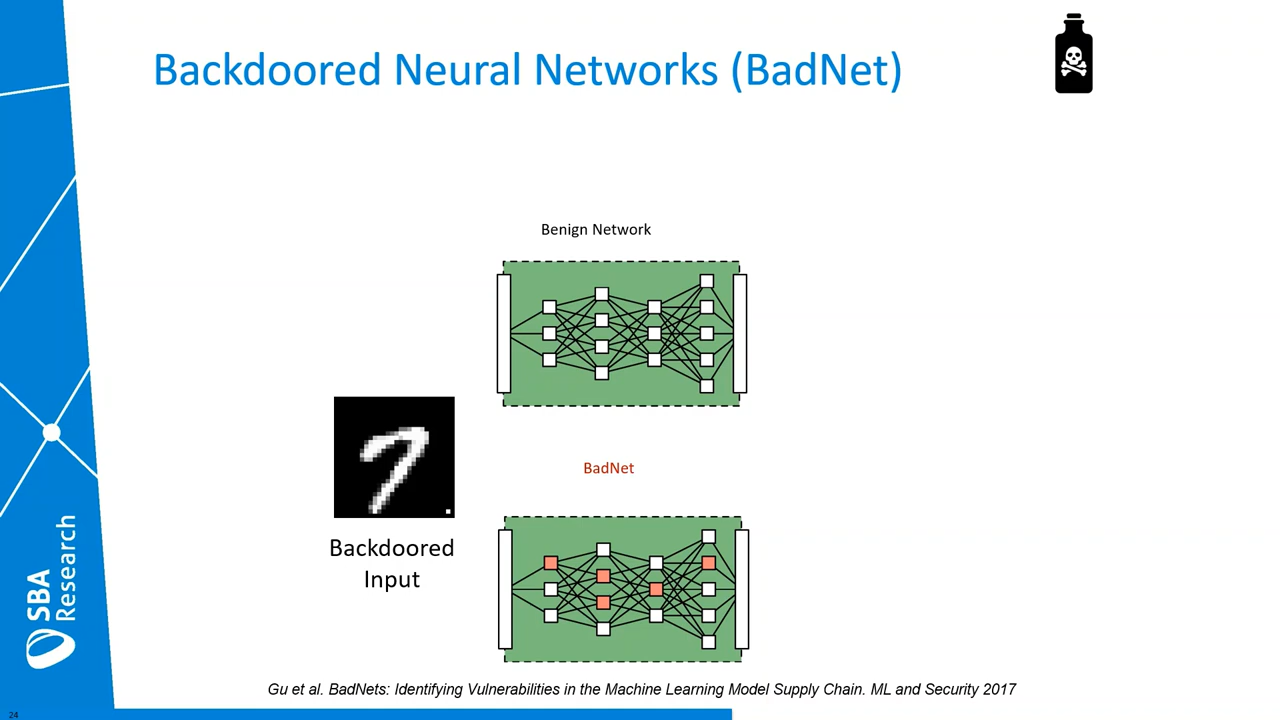 Backdoored Neural Networks (BadNet)
Benign Network
BadNet
Backdoored
Input
SBA
Research
Gu et al. BadNets: Identifying Vulnerabilities in the Machine Learning Model Supply Chain. ML and Security 2017
24